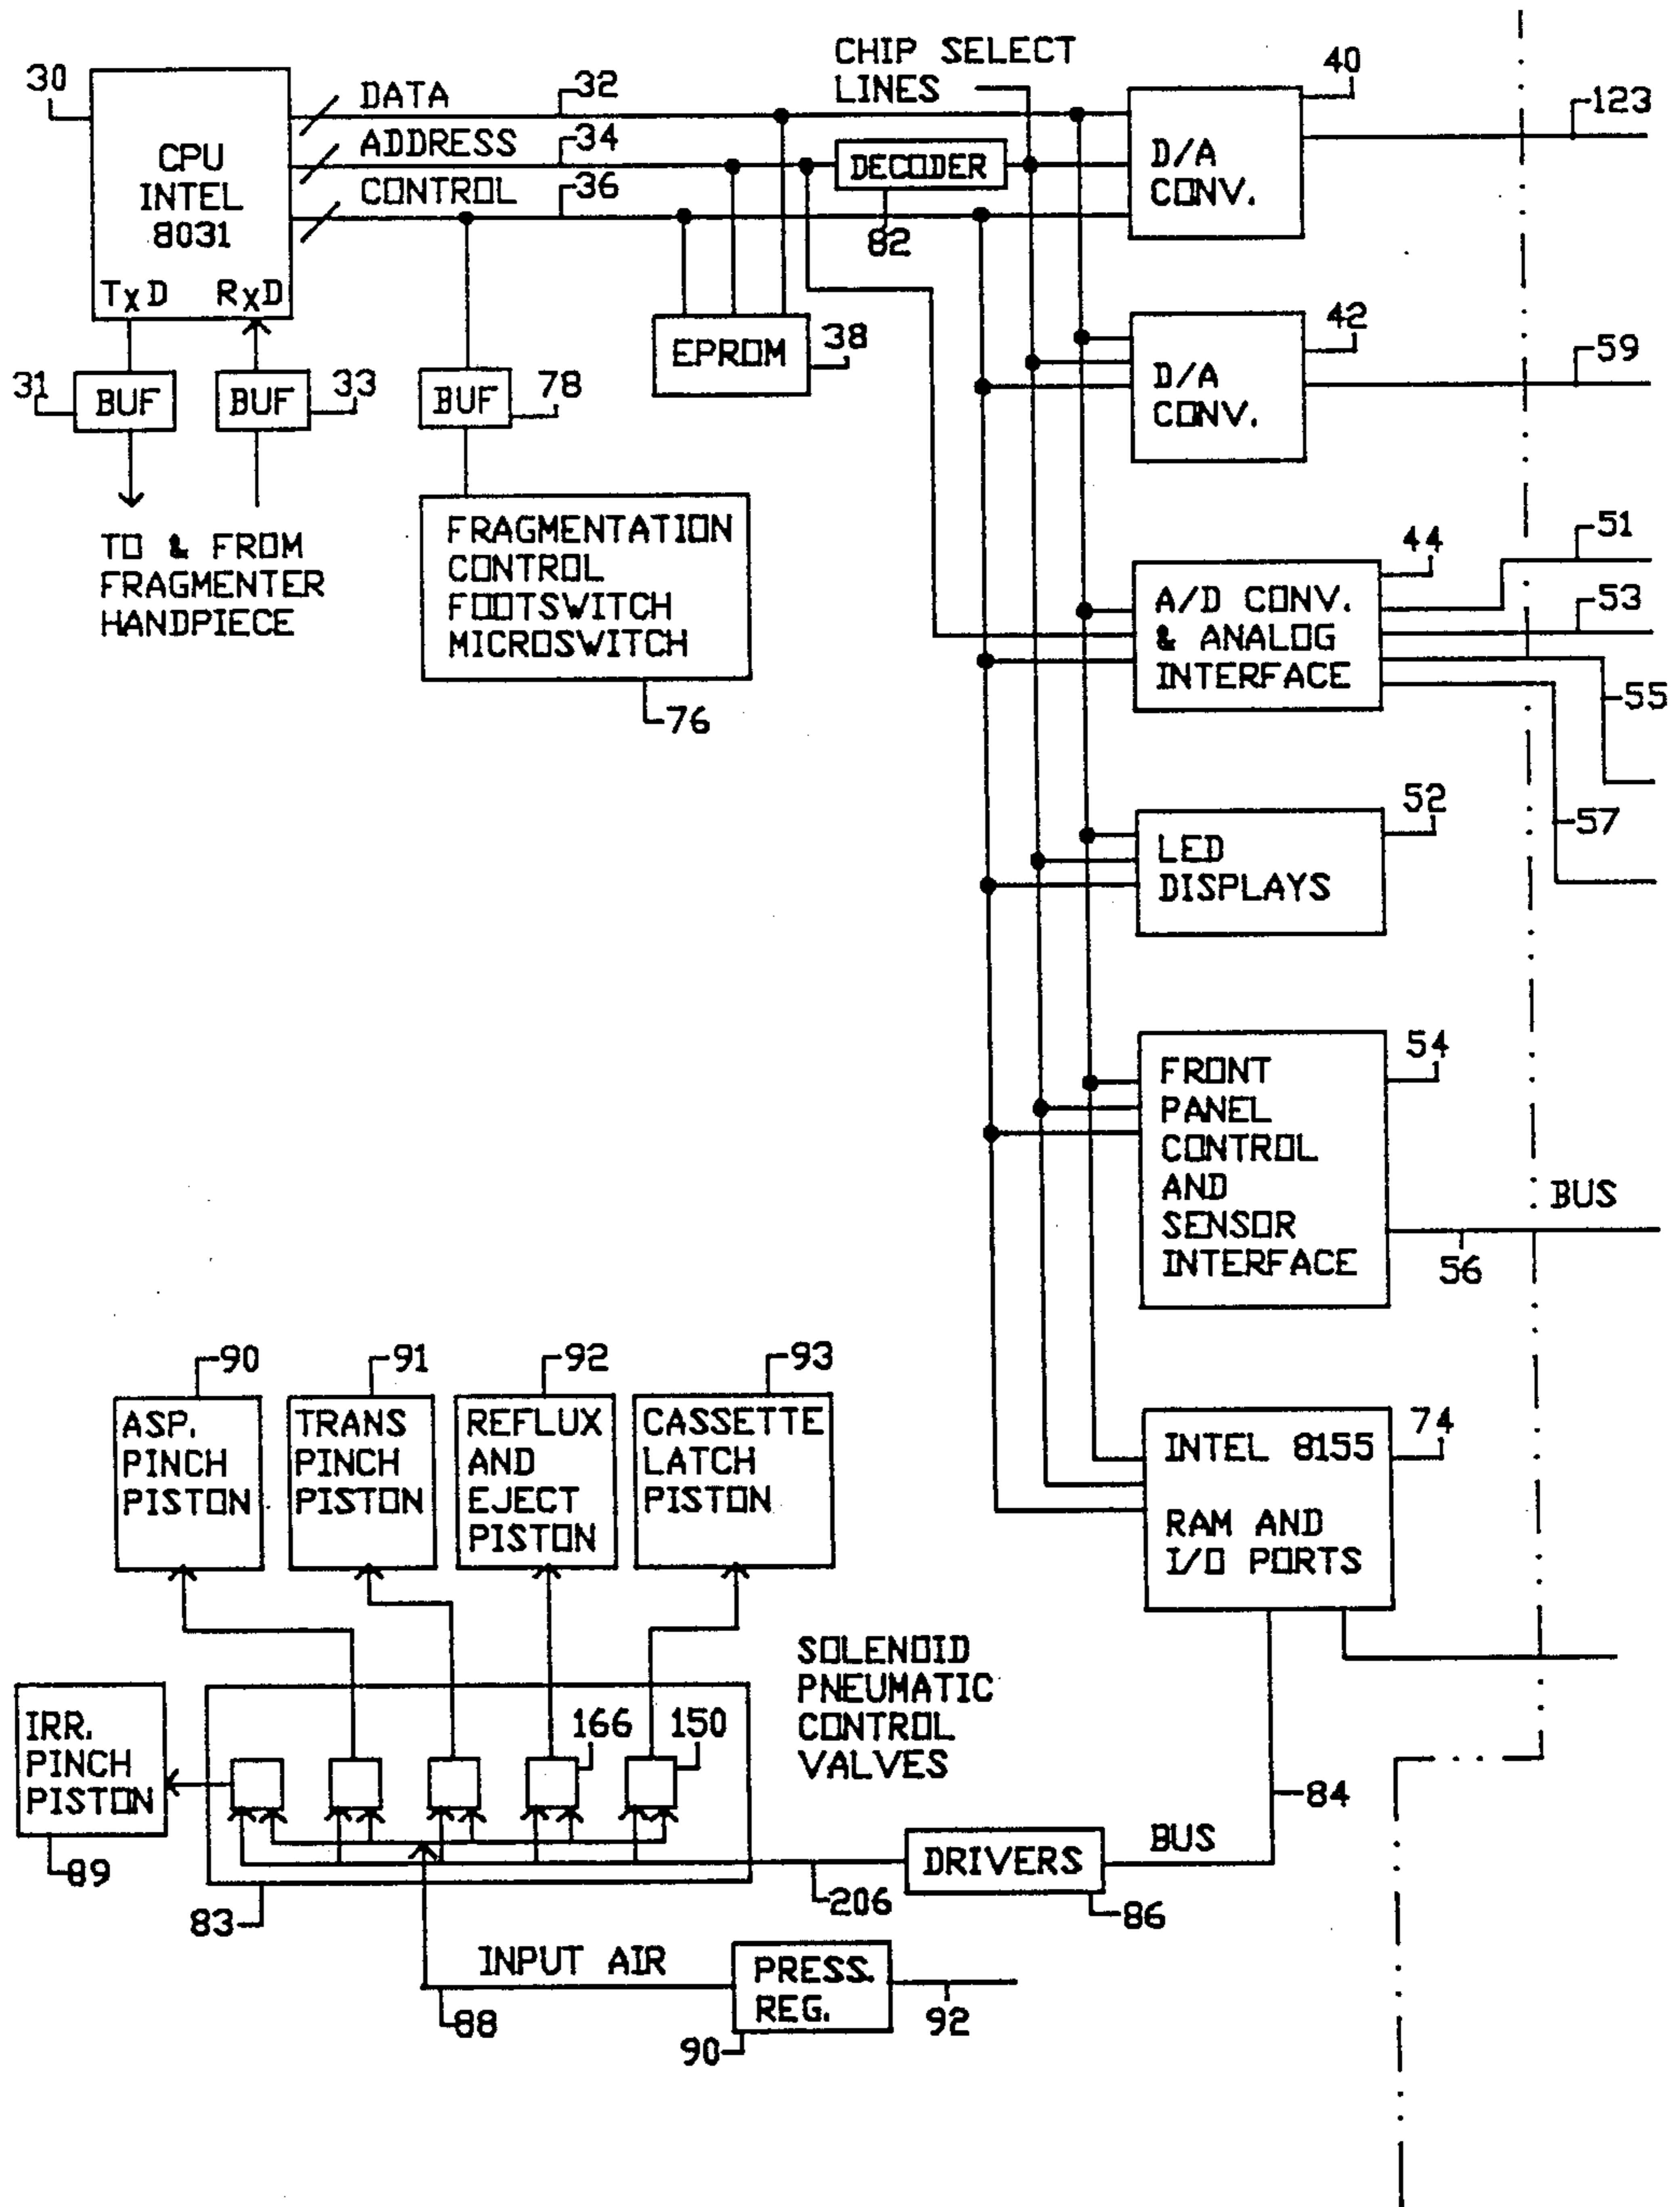 CHIP SELECT
LINES
30
CPU
INTEL
8031
TxD RxD
DATA
32
ADDRESS
34
CONTROL
36
DECODER
82
D/A
CONV.
40
123
31
BUF
BUF
33
BUF
78
EPROM
38
D/A
CONV.
42
59
TO & FROM
FRAGMENTER
HANDPIECE
FRAGMENTATION
CONTROL
FOOTSWITCH
MICROSWITCH
76
A/D CONV.
& ANALOG
INTERFACE
44
51
53
55
57
LED
DISPLAYS
52
FRONT
PANEL
CONTROL
AND
SENSOR
INTERFACE
54
BUS
56
90
ASP.
PINCH
PISTON
91
TRANS
PINCH
PISTON
92
REFLUX
AND
EJECT
PISTON
93
CASSETTE
LATCH
PISTON
INTEL 8155
RAM AND
I/O PORTS
74
IRR.
PINCH
PISTON
89
166
150
SOLENOID
PNEUMATIC
CONTROL
VALVES
84
83
206
DRIVERS
86
BUS
INPUT AIR
88
PRESS.
REG.
90
92